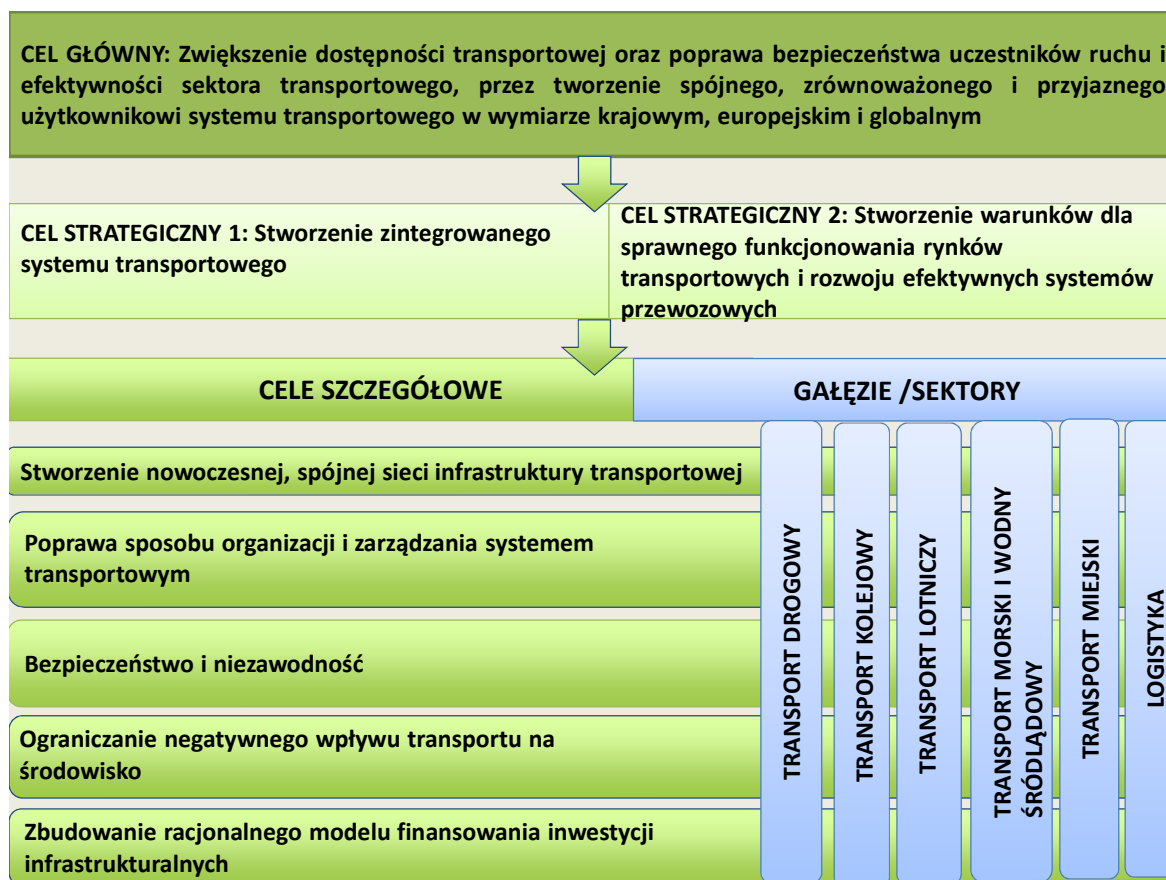 CEL GŁÓWNY: Zwiększenie dostępności transportowej oraz poprawa bezpieczeństwa uczestników ruchu i
efektywności sektora transportowego, przez tworzenie spójnego, zrównoważonego i przyjaznego
użytkownikowi systemu transportowego w wymiarze krajowym, europejskim i globalnym
CEL STRATEGICZNY 1: Stworzenie zintegrowanego
systemu transportowego
CEL STRATEGICZNY 2: Stworzenie warunków dla
sprawnego funkcjonowania rynków
transportowych i rozwoju efektywnych systemów
przewozowych
CELE SZCZEGÓŁOWE
GAŁĘZIE /SEKTORY
Stworzenie nowoczesnej, spójnej sieci infrastruktury transportowej
Poprawa sposobu organizacji i zarządzania systemem
transportowym
Bezpieczeństwo i niezawodność
Ograniczanie negatywnego wpływu transportu na
środowisko
Zbudowanie racjonalnego modelu finansowania inwestycji
infrastrukturalnych
TRANSPORT DROGOWY
TRANSPORT KOLEJOWY
TRANSPORT LOTNICZY
TRANSPORT MORSKI I WODNY
ŚRÓDLĄDOWY
TRANSPORT MIEJSKI
LOGISTYKA